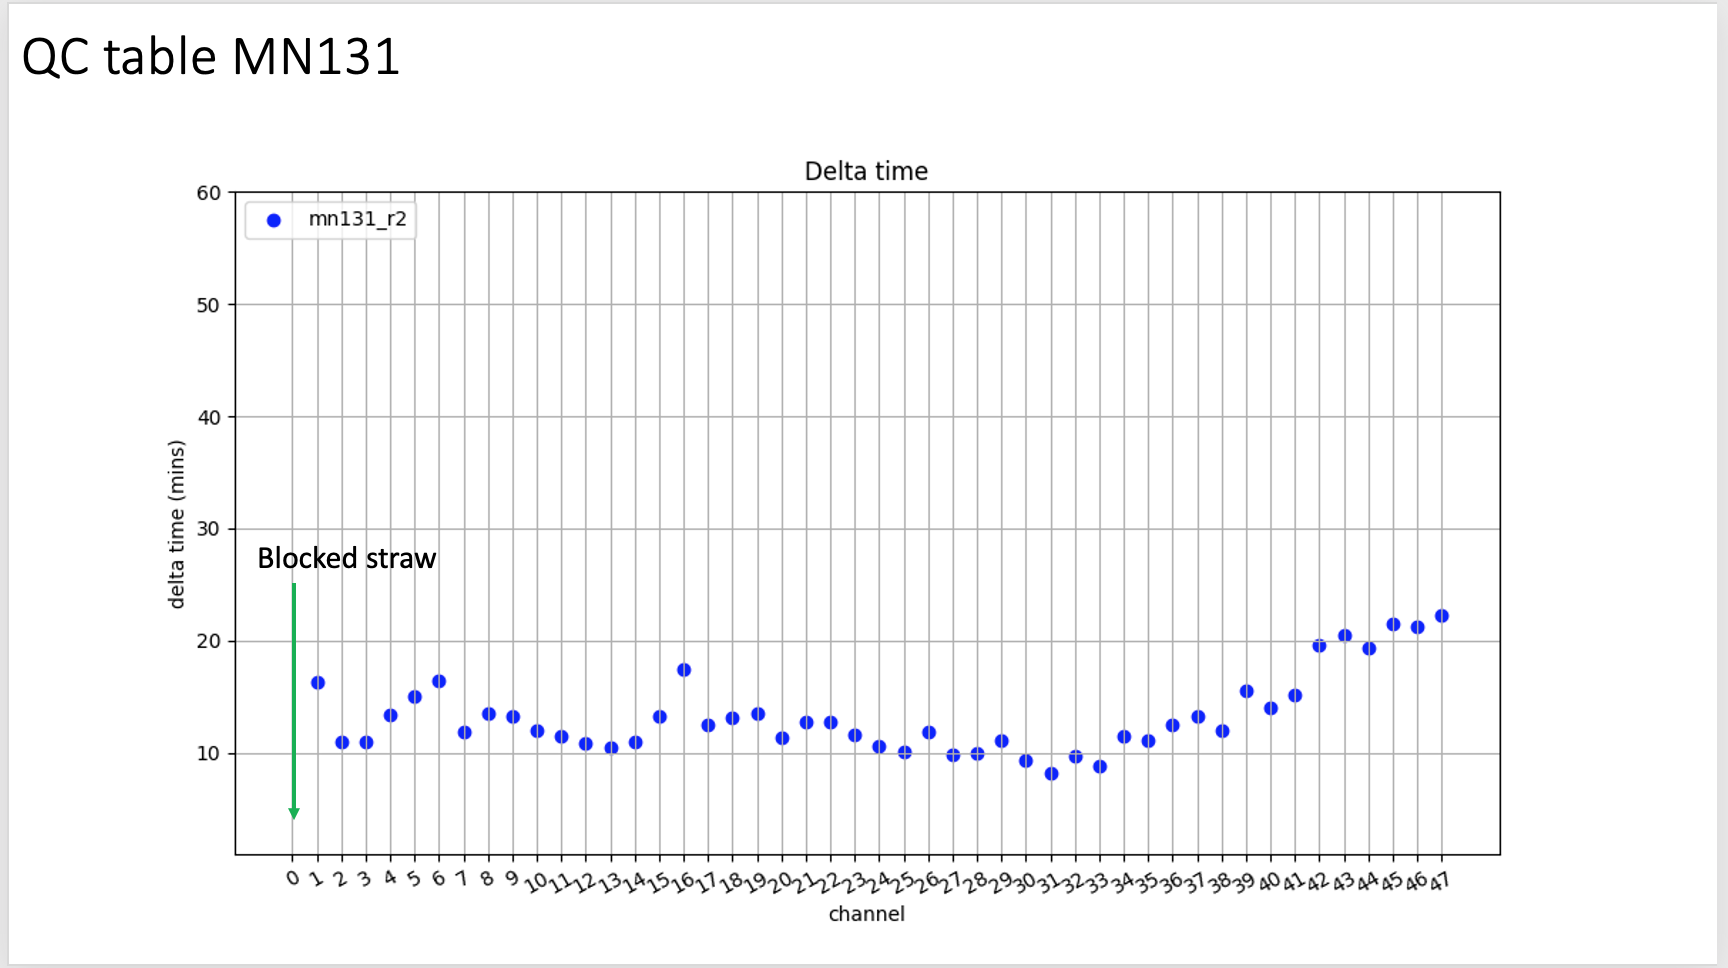 QC table MN131
Delta time
mn131_r2
60
50
40
30
20
10
delta time (mins)
Blocked straw
0 1 2 3 4 5 6 7 8 9 10 11 12 13 14 15 16 17 18 19 20 21 22 23 24 25 26 27 28 29 30 31 32 33 34 35 36 37 38 39 40 41 42 43 44 45 46 47
channel